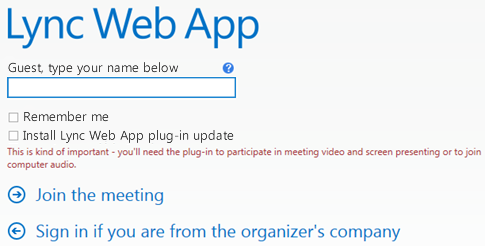 Lync Web App
Guest, type your name below
Remember me
Install Lync Web App plug-in update
This is kind of important - you'll need the plug-in to participate in meeting video and screen presenting or to join
computer audio.
Join the meeting
Sign in if you are from the organizer's company